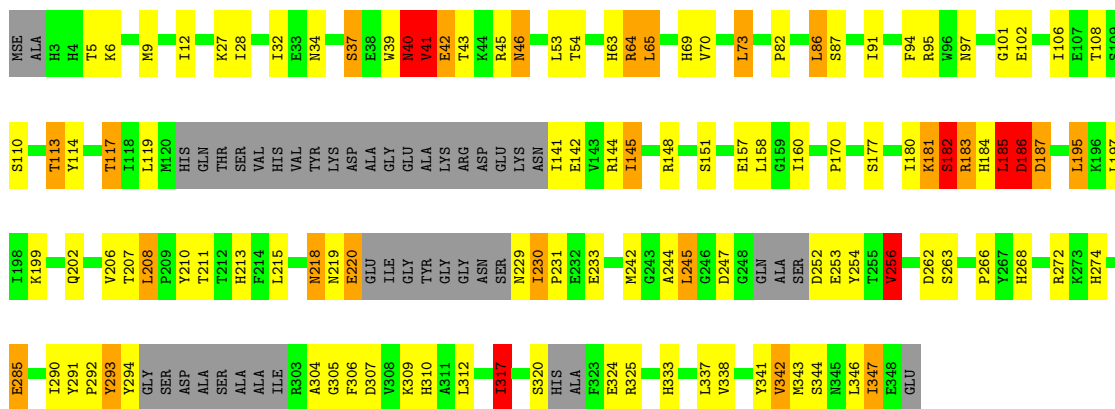 MSE ALA H3 H4 T5 K6 M9 I12 K27 I28 I32 E33 N34 S37 E38 W39 N40 V41 E42 T43 K44 R45 N46 L53 T54 H63 R64 L65 H69 V70 L73 P82 L86 S87 I91 F94 R95 W96 N97 G101 E102 I106 E107 T108 S109
S110 T113 Y114 T117 I118 L119 M120 HIS GLN THR SER VAL HIS VAL TYR LYS ASP ALA GLY GLU ALA LYS ARG ASP GLU LYS ASN I141 E142 V143 R144 I145 R148 S151 E157 L158 G159 I160 P170 S177 I180 K181 S182 R183 H184 L185 D186 D187 L195 K196 L197
I198 K199 Q202 V206 T207 L208 P209 Y210 T211 T212 H213 F214 L215 N218 N219 E220 GLU ILE GLY TYR GLY GLY ASN SER N229 I230 P231 E232 E233 M242 G243 A244 L245 G246 D247 G248 GLN ALA SER D252 E253 Y254 T255 V256 D262 S263 P266 Y267 H268 R272 K273 H274
E285 I290 Y291 P292 Y293 Y294 GLY SER ASP ALA SER ALA ALA ILE R303 A304 G305 F306 D307 V308 K309 H310 A311 L312 I317 S320 HIS ALA F323 E324 R325 H333 L337 V338 Y341 V342 M343 S344 N345 L346 I347 E348 GLU